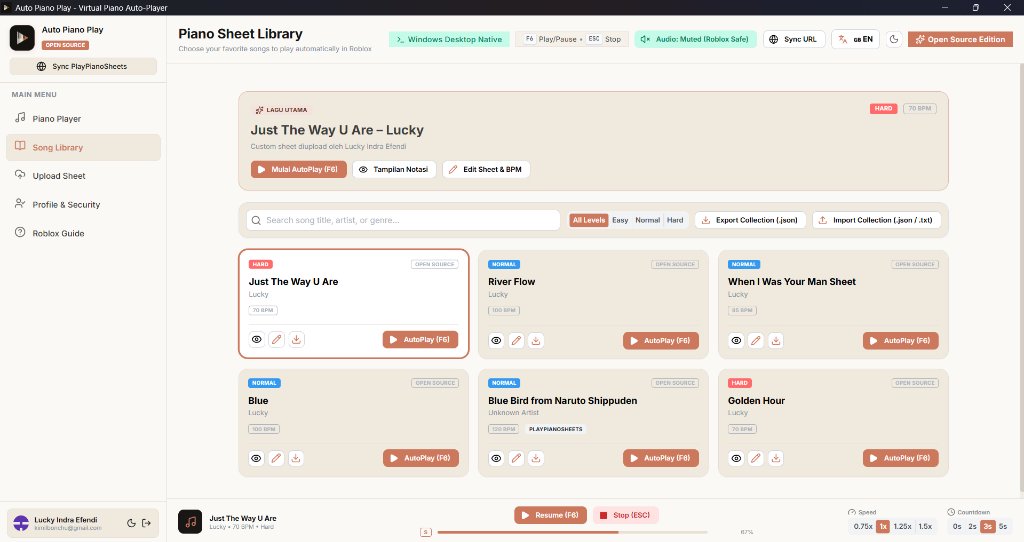 Auto Piano Play - Virtual Piano Auto-Player
Auto Piano Play
OPEN SOURCE
Sync PlayPianoSheets
MAIN MENU
Piano Player
Song Library
Upload Sheet
Profile & Security
Roblox Guide
Lucky Indra Efendi
Piano Sheet Library
Choose your favorite songs to play automatically in Roblox
>_ Windows Desktop Native
F6 Play/Pause • ESC Stop
Audio: Muted (Roblox Safe)
Sync URL
GB EN
Open Source Edition
LAGU UTAMA
HARD 70 BPM
Just The Way U Are – Lucky
Custom sheet diupload oleh Lucky Indra Efendi
Mulai AutoPlay (F6)
Tampilan Notasi
Edit Sheet & BPM
Search song title, artist, or genre...
All Levels Easy Normal Hard
Export Collection (.json)
Import Collection (.json / .txt)
HARD OPEN SOURCE
Just The Way U Are
Lucky
70 BPM
AutoPlay (F6)
NORMAL OPEN SOURCE
River Flow
Lucky
100 BPM
AutoPlay (F6)
NORMAL OPEN SOURCE
When I Was Your Man Sheet
Lucky
85 BPM
AutoPlay (F6)
NORMAL OPEN SOURCE
Blue
Lucky
100 BPM
AutoPlay (F6)
NORMAL OPEN SOURCE
Blue Bird from Naruto Shippuden
Unknown Artist
120 BPM PLAYPIANOSHEETS
AutoPlay (F6)
HARD OPEN SOURCE
Golden Hour
Lucky
70 BPM
AutoPlay (F6)
Just The Way U Are
Lucky • 70 BPM • Hard
Resume (F6)
Stop (ESC)
S
67%
Speed
0.75x 1x 1.25x 1.5x
Countdown
0s 2s 3s 5s